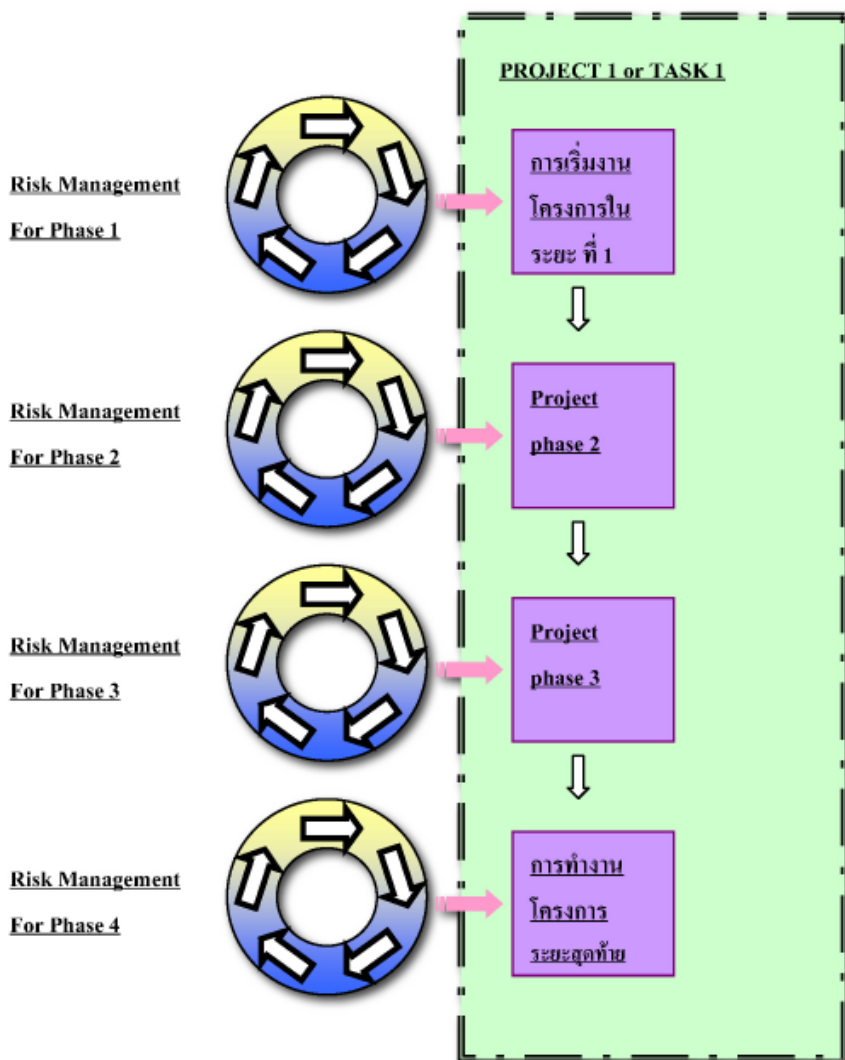 PROJECT 1 or TASK 1
Risk Management
For Phase 1
การเริ่มงาน
โครงการใน
ระยะ ที่ 1
Risk Management
For Phase 2
Project
phase 2
Risk Management
For Phase 3
Project
phase 3
Risk Management
For Phase 4
การทำงาน
โครงการ
ระยะสุดท้าย